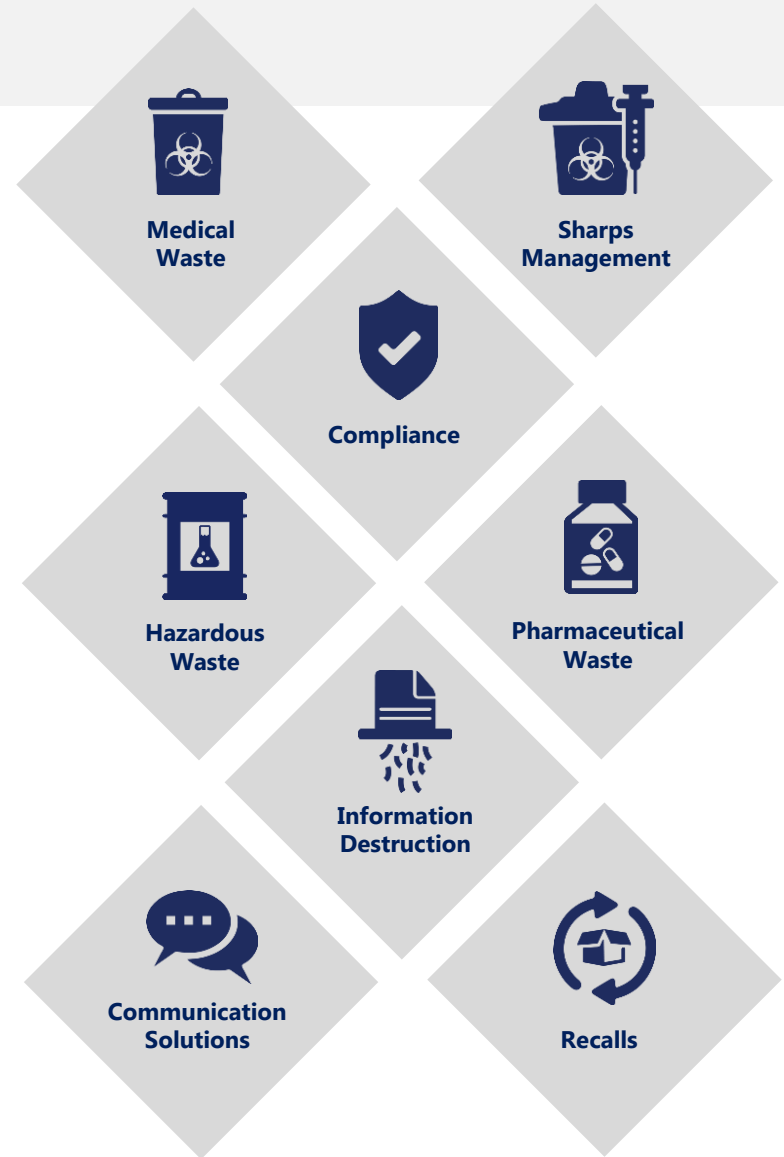 Medical
Waste
Sharps
Management
Compliance
Hazardous
Waste
Pharmaceutical
Waste
Information
Destruction
Communication
Solutions
Recalls